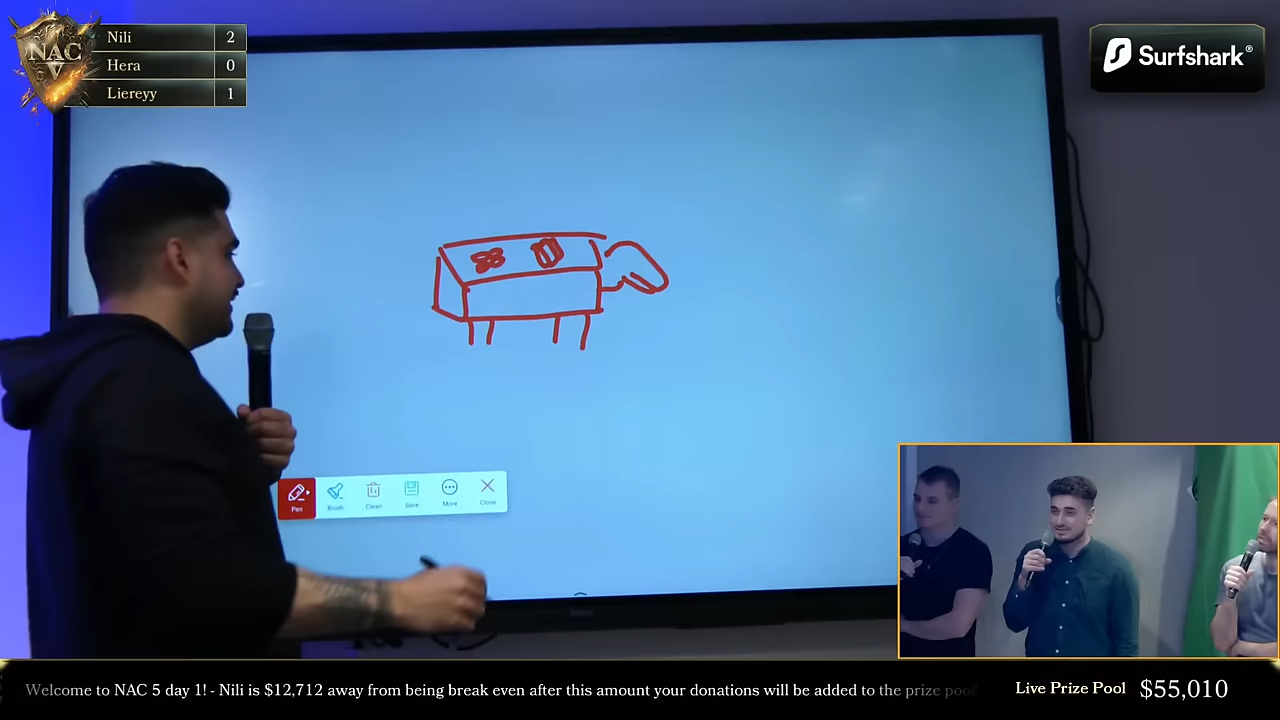 NAC
V
Nili 2
Hera 0
Liereyy 1
Surfshark®
Pen
Brush
Clean
Save
More
Close
Welcome to NAC 5 day 1! - Nili is $12,712 away from being break even after this amount your donations will be added to the prize pool
Live Prize Pool $55,010